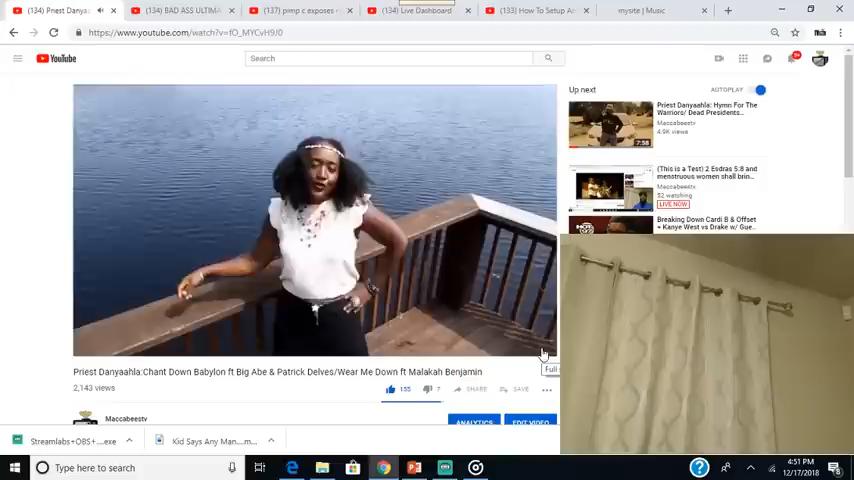 (134) Priest Danyaa
(134) BAD ASS ULTIMA
(137) pimp c exposes r
(134) Live Dashboard
(133) How To Setup A
mysite | Music
https://www.youtube.com/watch?v=fO_MYCvH9J0
YouTube
Search
Up next
AUTOPLAY
Priest Danyaahla: Hymn For The
Warriors/ Dead Presidents...
Maccabeestv
4.9K views
7:58
(This is a Test) 2 Esdras 5:8 and
menstruous women shall brin...
Maccabeestv
52 watching
LIVE NOW
Breaking Down Cardi B & Offset
+ Kanye West vs Drake w/ Gue...
Full
Priest Danyaahla:Chant Down Babylon ft Big Abe & Patrick Delves/Wear Me Down ft Malakah Benjamin
2,143 views
155
7
SHARE
SAVE
Maccabeestv
ANALYTICS
EDIT VIDEO
Streamlabs+OBS+....exe
Kid Says Any Man....m...
Type here to search
4:51 PM
12/17/2018